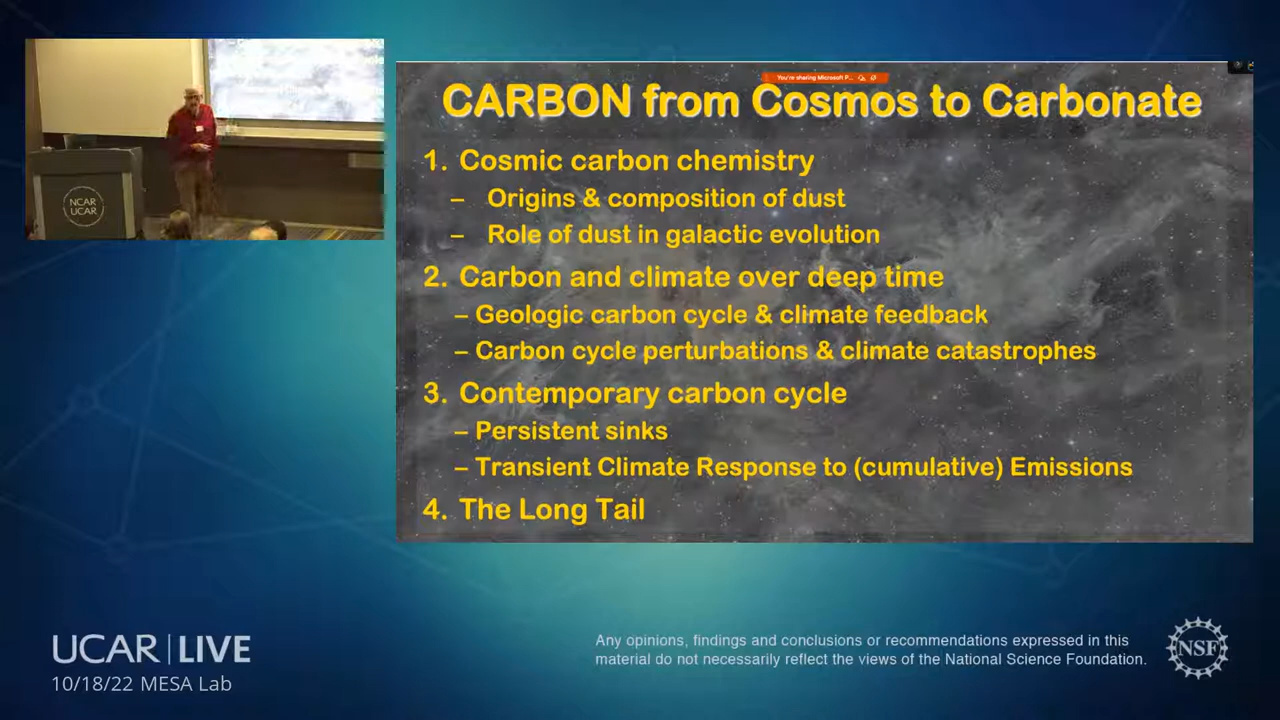 NCAR
UCAR
You're sharing Microsoft P...
CARBON from Cosmos to Carbonate
1. Cosmic carbon chemistry
– Origins & composition of dust
– Role of dust in galactic evolution
2. Carbon and climate over deep time
– Geologic carbon cycle & climate feedback
– Carbon cycle perturbations & climate catastrophes
3. Contemporary carbon cycle
– Persistent sinks
– Transient Climate Response to (cumulative) Emissions
4. The Long Tail
UCAR | LIVE
10/18/22 MESA Lab
Any opinions, findings and conclusions or recommendations expressed in this
material do not necessarily reflect the views of the National Science Foundation.
NSF